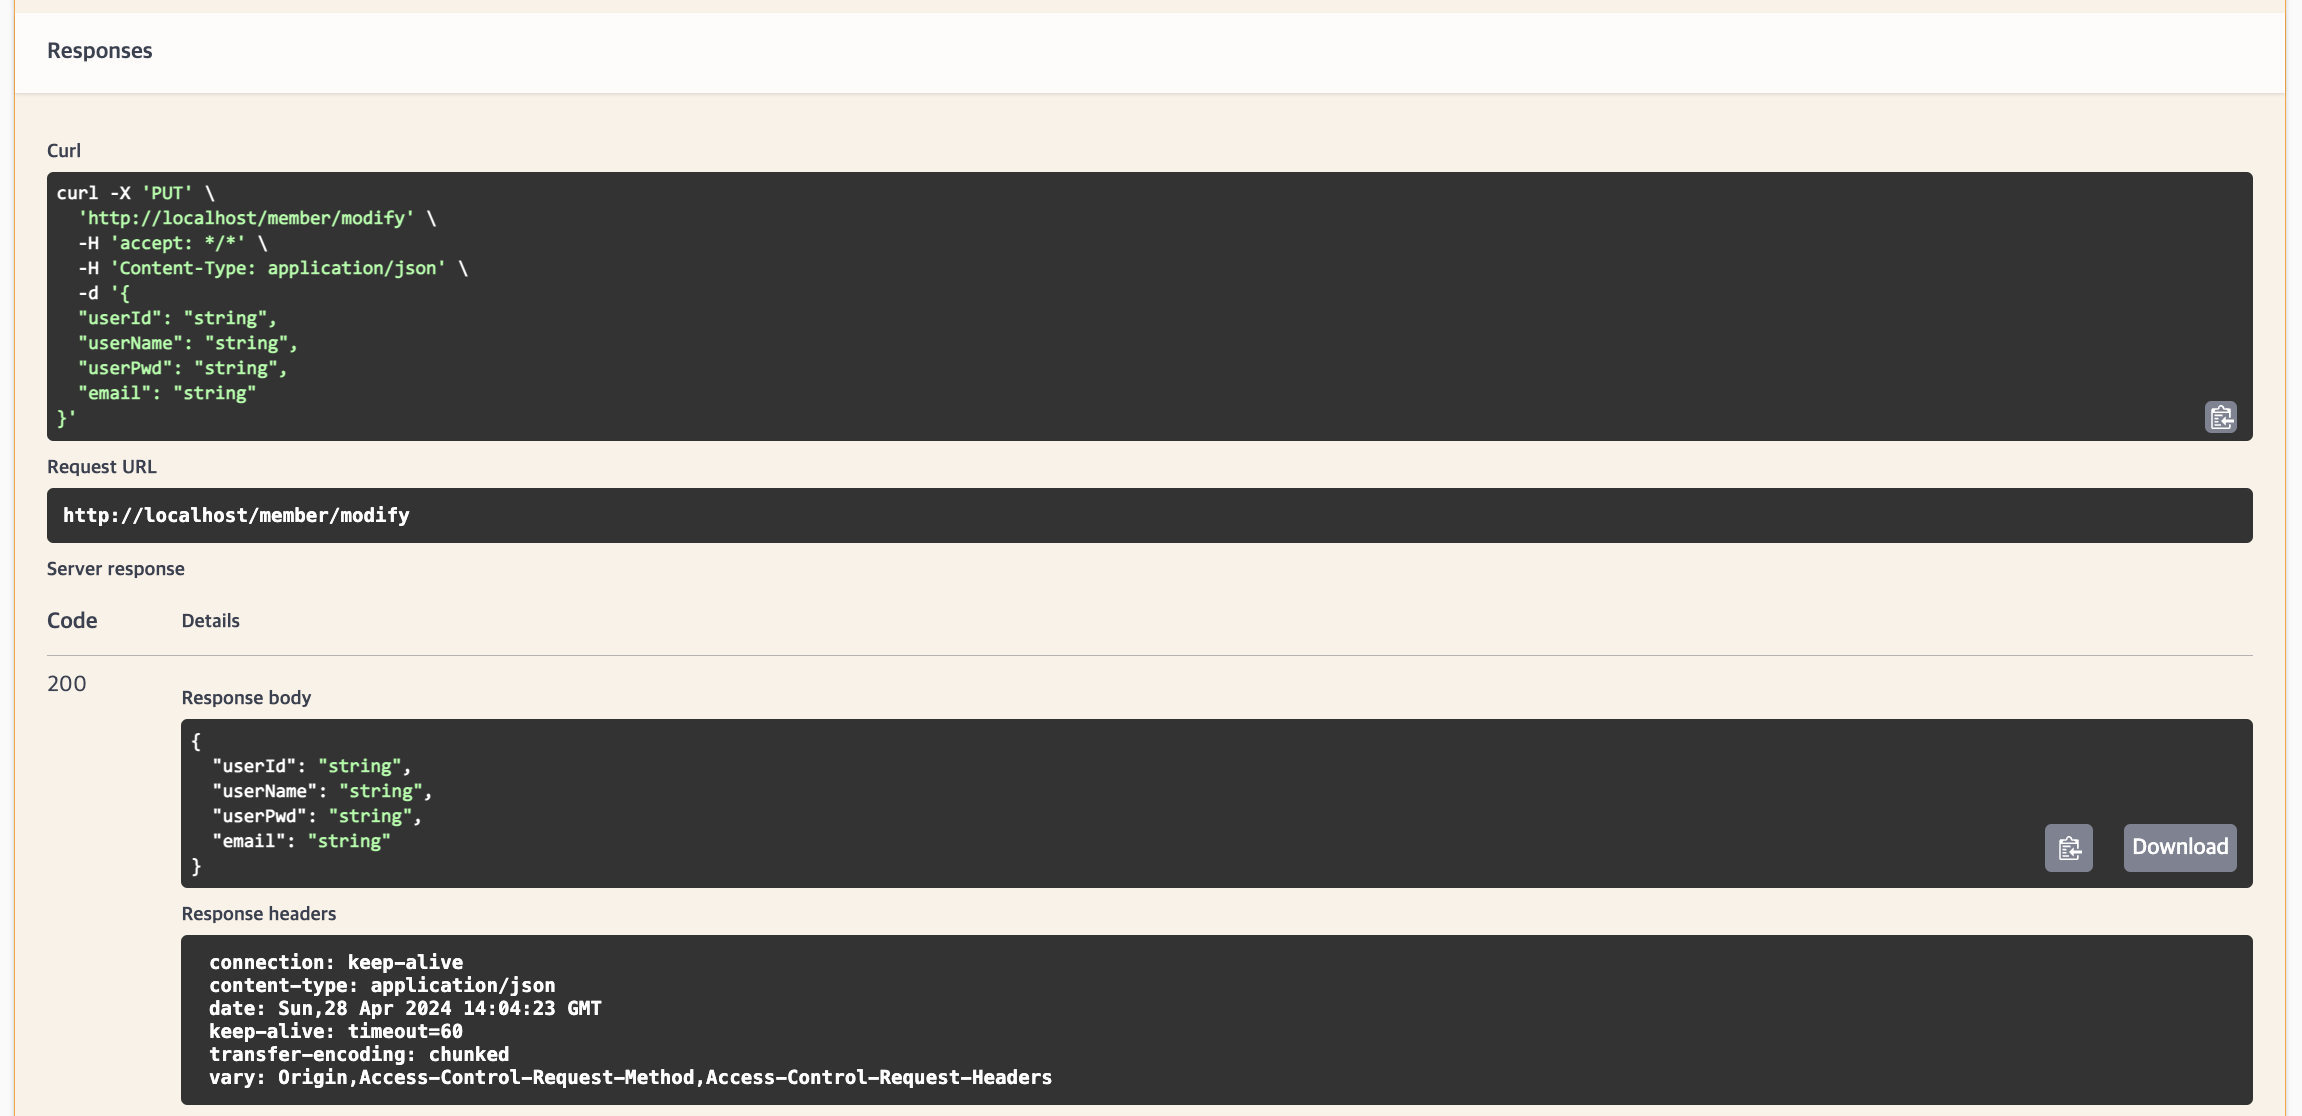 Responses
Curl
curl -X 'PUT' \
  'http://localhost/member/modify' \
  -H 'accept: */*' \
  -H 'Content-Type: application/json' \
  -d '{
  "userId": "string",
  "userName": "string",
  "userPwd": "string",
  "email": "string"
}'
Request URL
http://localhost/member/modify
Server response
Code Details
200
Response body
{
  "userId": "string",
  "userName": "string",
  "userPwd": "string",
  "email": "string"
}
Download
Response headers
connection: keep-alive
content-type: application/json
date: Sun,28 Apr 2024 14:04:23 GMT
keep-alive: timeout=60
transfer-encoding: chunked
vary: Origin,Access-Control-Request-Method,Access-Control-Request-Headers